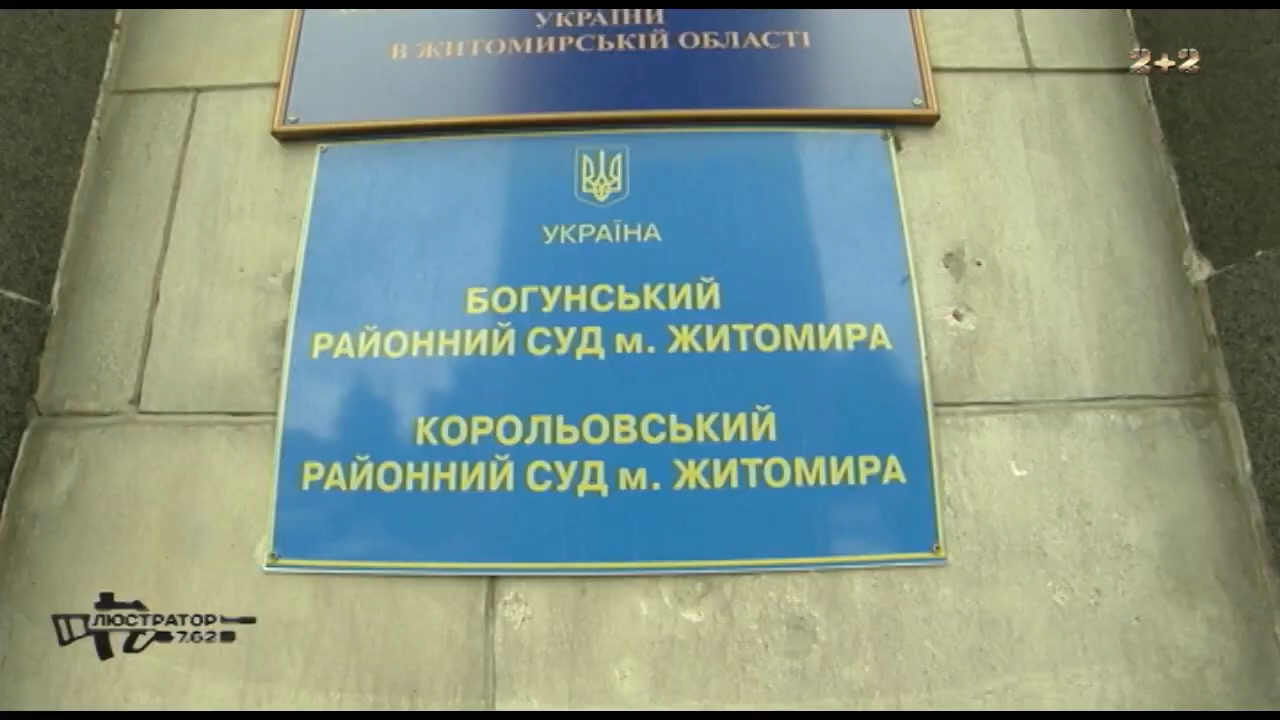 УКРАЇНИ
В ЖИТОМИРСЬКІЙ ОБЛАСТІ
2+2
УКРАЇНА
БОГУНСЬКИЙ
РАЙОННИЙ СУД м. ЖИТОМИРА
КОРОЛЬОВСЬКИЙ
РАЙОННИЙ СУД м. ЖИТОМИРА
ЛЮСТРАТОР
7.62